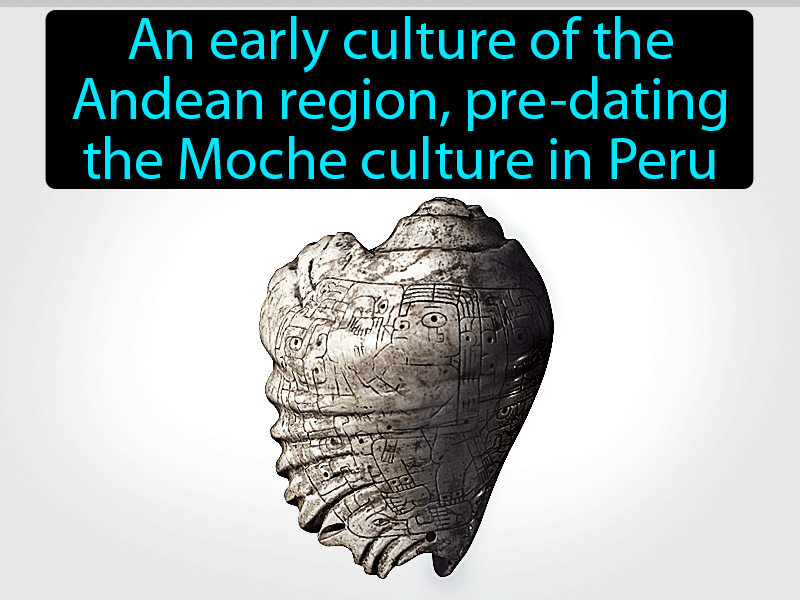 An early culture of the
Andean region, pre-dating
the Moche culture in Peru